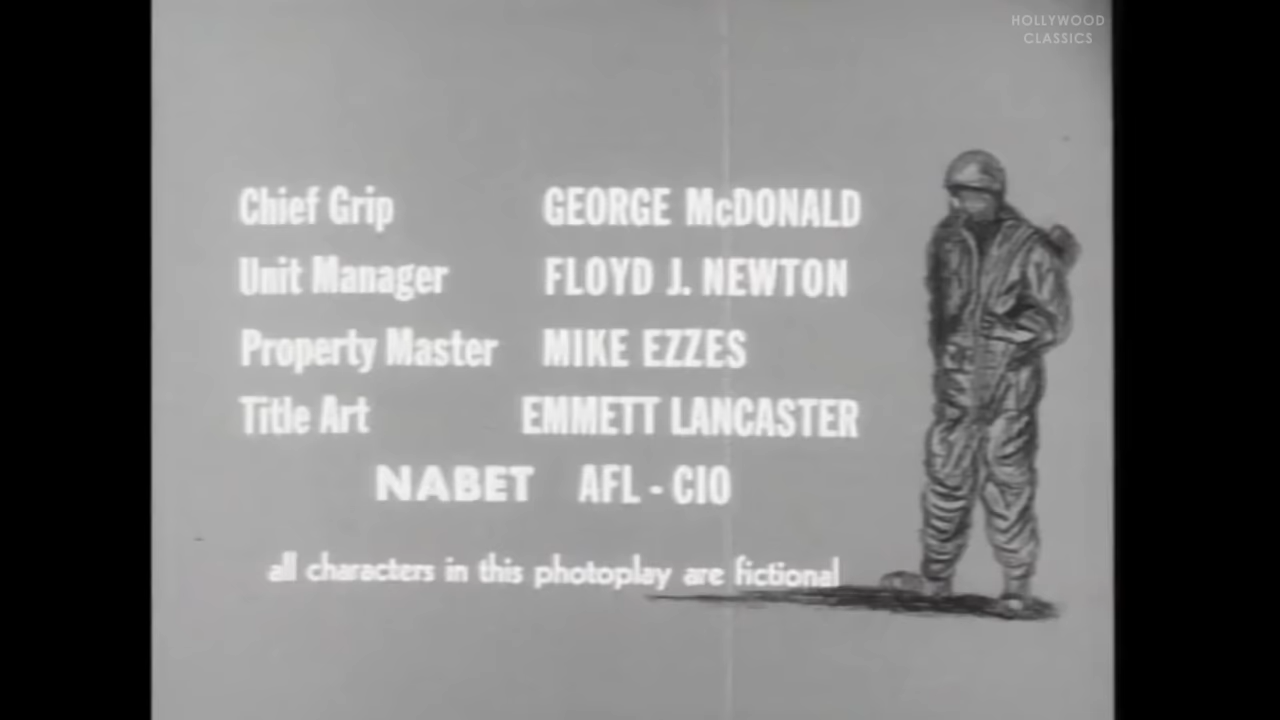 HOLLYWOOD
CLASSICS
Chief Grip GEORGE McDONALD
Unit Manager FLOYD J. NEWTON
Property Master MIKE EZZES
Title Art EMMETT LANCASTER
NABET AFL - CIO
all characters in this photoplay are fictional